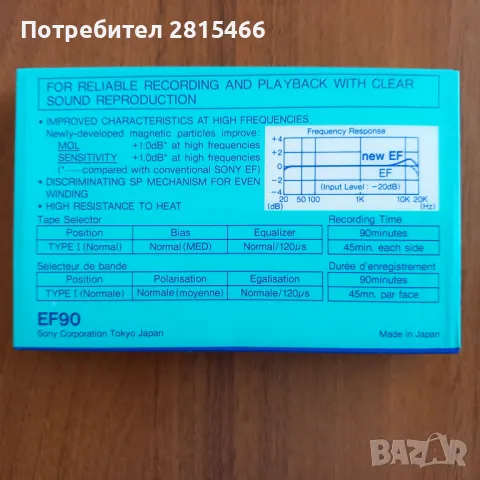 Потребител 2815466
FOR RELIABLE RECORDING AND PLAYBACK WITH CLEAR
SOUND REPRODUCTION
• IMPROVED CHARACTERISTICS AT HIGH FREQUENCIES
Newly-developed magnetic particles improve:
MOL +1.0dB* at high frequencies
SENSITIVITY +1.0dB* at high frequencies
(*······compared with conventional SONY EF)
• DISCRIMINATING SP MECHANISM FOR EVEN
WINDING
• HIGH RESISTANCE TO HEAT
Frequency Response
+4
+2
0
−2
−4
(dB)
new EF
EF
(Input Level : −20dB)
20 50 100 1K 10K 20K
(Hz)
Tape Selector Recording Time
Position Bias Equalizer 90minutes
TYPE I (Normal) Normal (MED) Normal/120μs 45min. each side
Sélecteur de bande Durée d'enregistrement
Position Polarisation Egalisation 90minutes
TYPE I (Normale) Normale (moyenne) Normale/120μs 45mn. par face
EF90
Sony Corporation Tokyo Japan Made in Japan
BAZAR